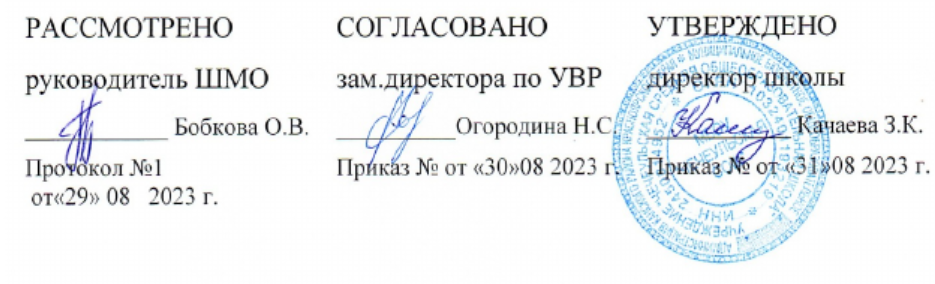 РАССМОТРЕНО
руководитель ШМО
Бобкова О.В.
Протокол №1
от«29» 08 2023 г.
СОГЛАСОВАНО
зам.директора по УВР
Огородина Н.С.
Приказ № от «30»08 2023 г.
УТВЕРЖДЕНО
директор школы
Качаева З.К.
Приказ № от «31»08 2023 г.